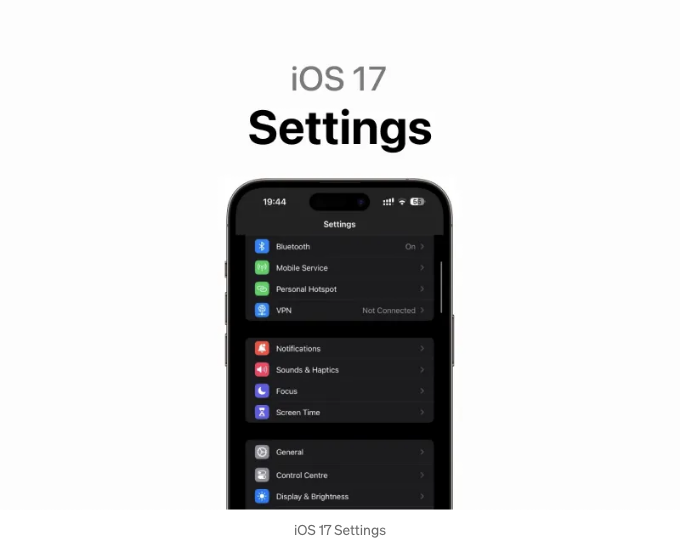 iOS 17
Settings
19:44
Settings
Bluetooth On
Mobile Service
Personal Hotspot
VPN Not Connected
Notifications
Sounds & Haptics
Focus
Screen Time
General
Control Centre
Display & Brightness
iOS 17 Settings